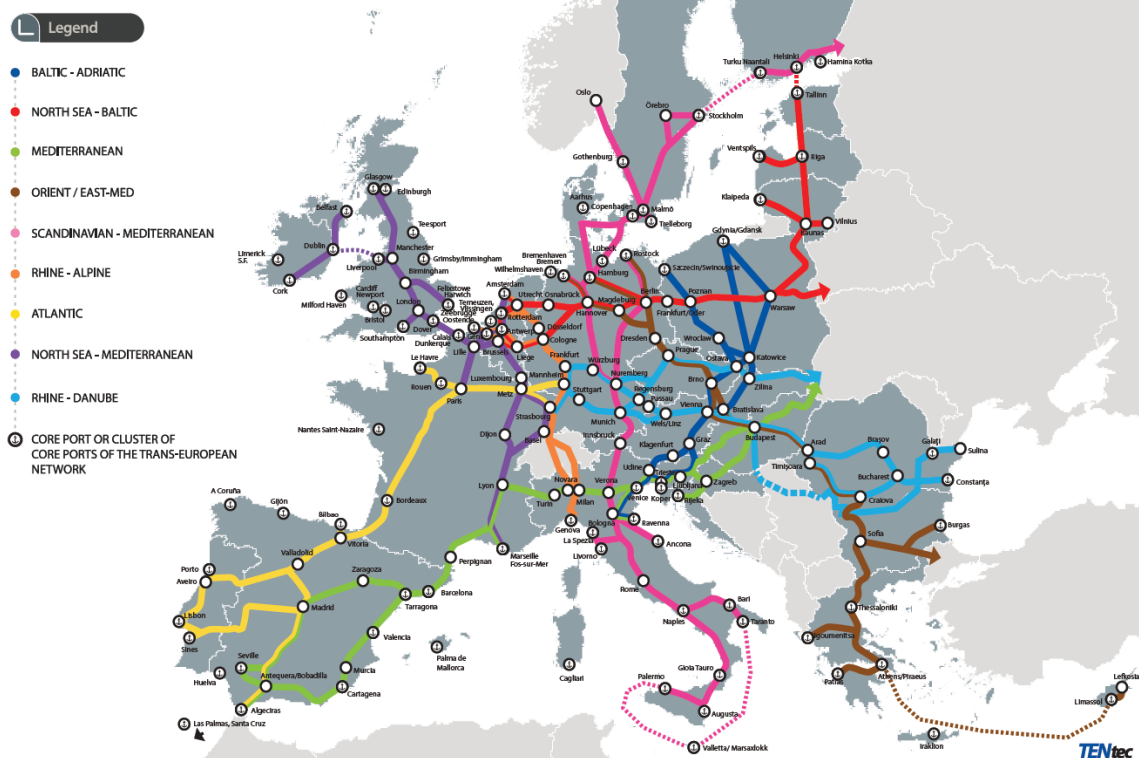 Legend
BALTIC - ADRIATIC
NORTH SEA - BALTIC
MEDITERRANEAN
ORIENT / EAST-MED
SCANDINAVIAN - MEDITERRANEAN
RHINE - ALPINE
ATLANTIC
NORTH SEA - MEDITERRANEAN
RHINE - DANUBE
CORE PORT OR CLUSTER OF
CORE PORTS OF THE TRANS-EUROPEAN
NETWORK
Helsinki
Turku Naantali
Hamina Kotka
Tallinn
Oslo
Örebro
Stockholm
Ventspils
Riga
Gothenburg
Klaipeda
Vilnius
Kaunas
Glasgow
Edinburgh
Aarhus
Copenhagen
Malmö
Trelleborg
Belfast
Teesport
Gdynia/Gdansk
Dublin
Manchester
Lübeck
Rostock
Limerick
S.F.
Liverpool
Grimsby/Immingham
Bremenhaven
Bremen
Wilhelmshaven
Hamburg
Szczecin/Swinoujscie
Cork
Birmingham
Milford Haven
Cardiff
Newport
Bristol
Felixstowe
Harwich
Amsterdam
Utrecht
Osnabrück
Magdeburg
Hannover
Berlin
Frankfurt/Oder
Poznan
Warsaw
London
Terneuzen,
Vlissingen
Zeebrugge
Oostende
Rotterdam
Southampton
Dover
Calais
Dunkerque
Antwerp
Düsseldorf
Cologne
Dresden
Wroclaw
Lille
Brussels
Liège
Prague
Ostava
Katowice
Le Havre
Rouen
Paris
Luxembourg
Metz
Mannheim
Frankfurt
Würzburg
Nuremberg
Regensburg
Passau
Brno
Zilina
Stuttgart
Strasbourg
Nantes Saint-Nazaire
Dijon
Basel
Munich
Wels/Linz
Vienna
Bratislava
Innsbruck
Klagenfurt
Graz
Budapest
Arad
Timişoara
Braşov
Galaţi
Sulina
Lyon
Novara
Milan
Verona
Udine
Trieste
Venice
Koper
Ljubljana
Rijeka
Zagreb
Bucharest
Constanţa
Craiova
Turin
Bordeaux
Genova
Bologna
Ravenna
La Spezia
Livorno
Ancona
A Coruña
Gijón
Bilbao
Vitoria
Marseille
Fos-sur-Mer
Sofia
Burgas
Valladolid
Perpignan
Porto
Aveiro
Zaragoza
Barcelona
Rome
Lisbon
Madrid
Tarragona
Bari
Naples
Taranto
Thessaloniki
Sines
Valencia
Igoumenitsa
Seville
Palma de
Mallorca
Huelva
Antequera/Bobadilla
Murcia
Cartagena
Cagliari
Gioia Tauro
Palermo
Patras
Athens/Piraeus
Lefkosia
Limassol
Algeciras
Augusta
Las Palmas, Santa Cruz
Valletta/ Marsaxlokk
Iraklion
TENtec